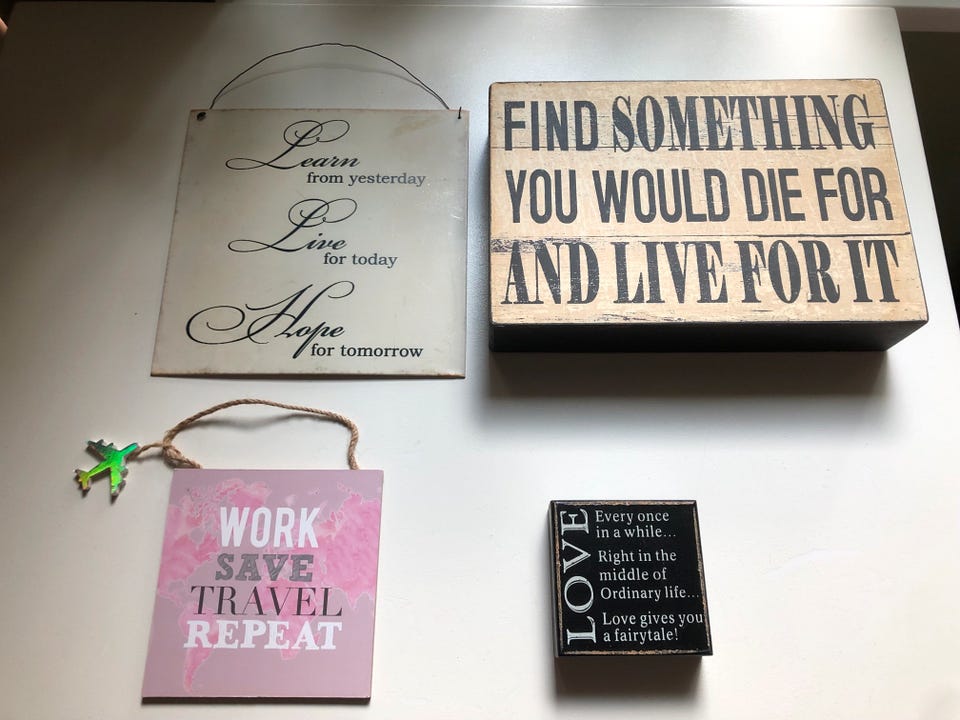 Learn
from yesterday
Live
for today
Hope
for tomorrow
FIND SOMETHING
YOU WOULD DIE FOR
AND LIVE FOR IT
WORK
SAVE
TRAVEL
REPEAT
LOVE
Every once
in a while...
Right in the
middle of
Ordinary life...
Love gives you
a fairytale!